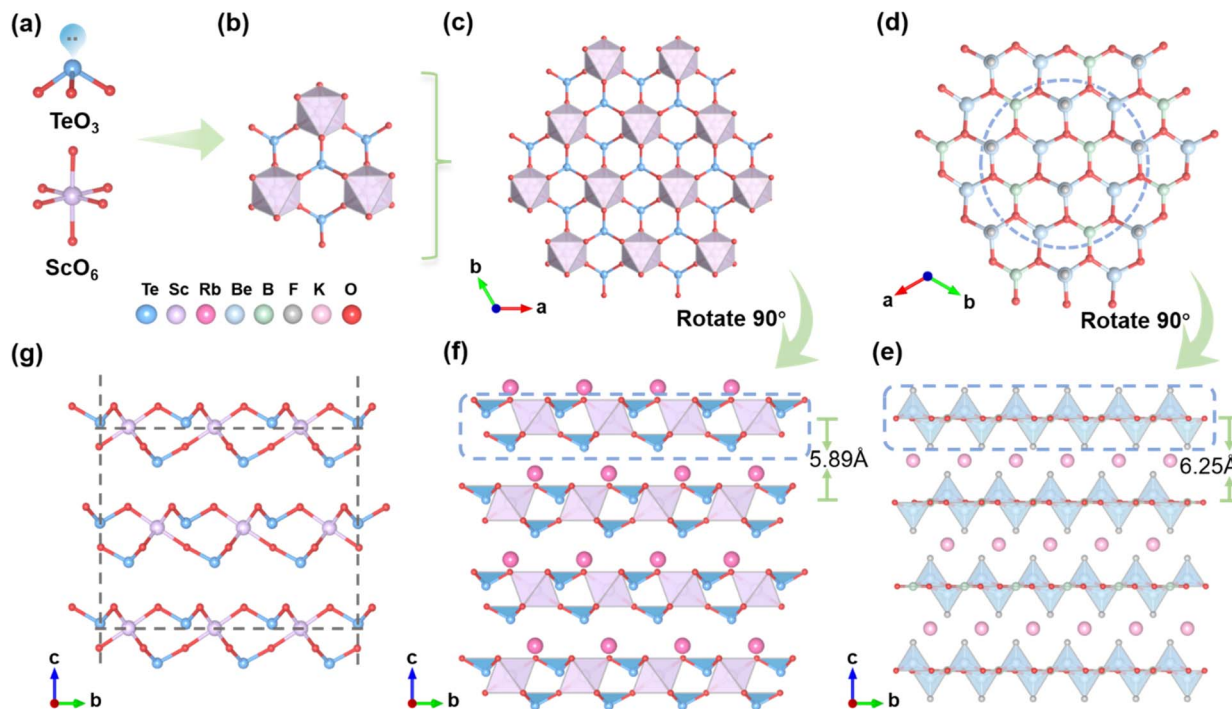 (a)
(b)
(c)
(d)
TeO3
ScO6
Te Sc Rb Be B F K O
b
a
Rotate 90°
a
b
Rotate 90°
(g)
(f)
(e)
5.89Å
6.25Å
c
b
c
b
c
b